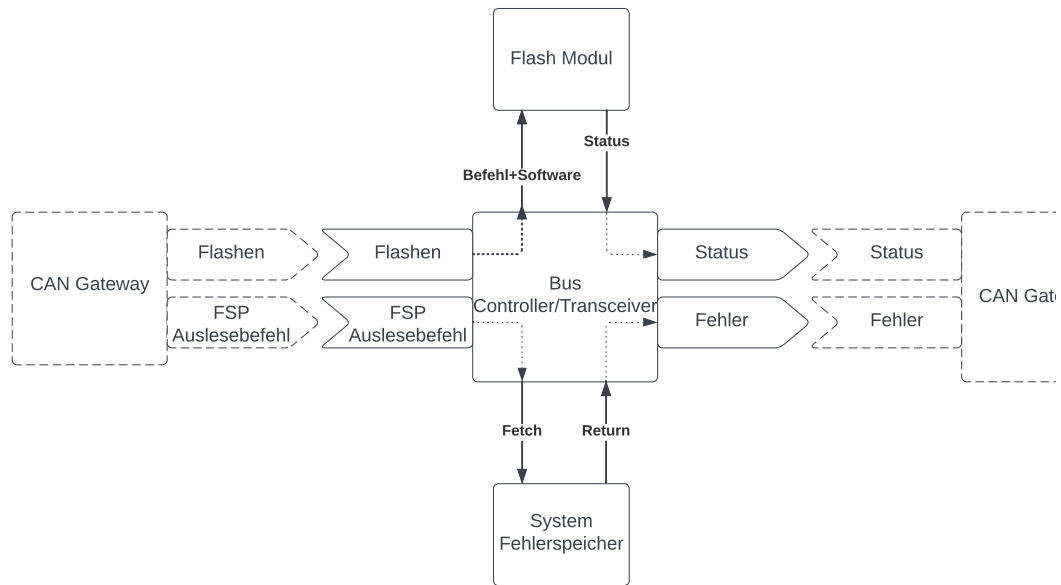 Flash Modul
Status
Befehl+Software
CAN Gateway
Flashen
Flashen
Bus
Controller/Transceiver
Status
Status
FSP
Auslesebefehl
FSP
Auslesebefehl
Fehler
Fehler
CAN
Fetch
Return
System
Fehlerspeicher